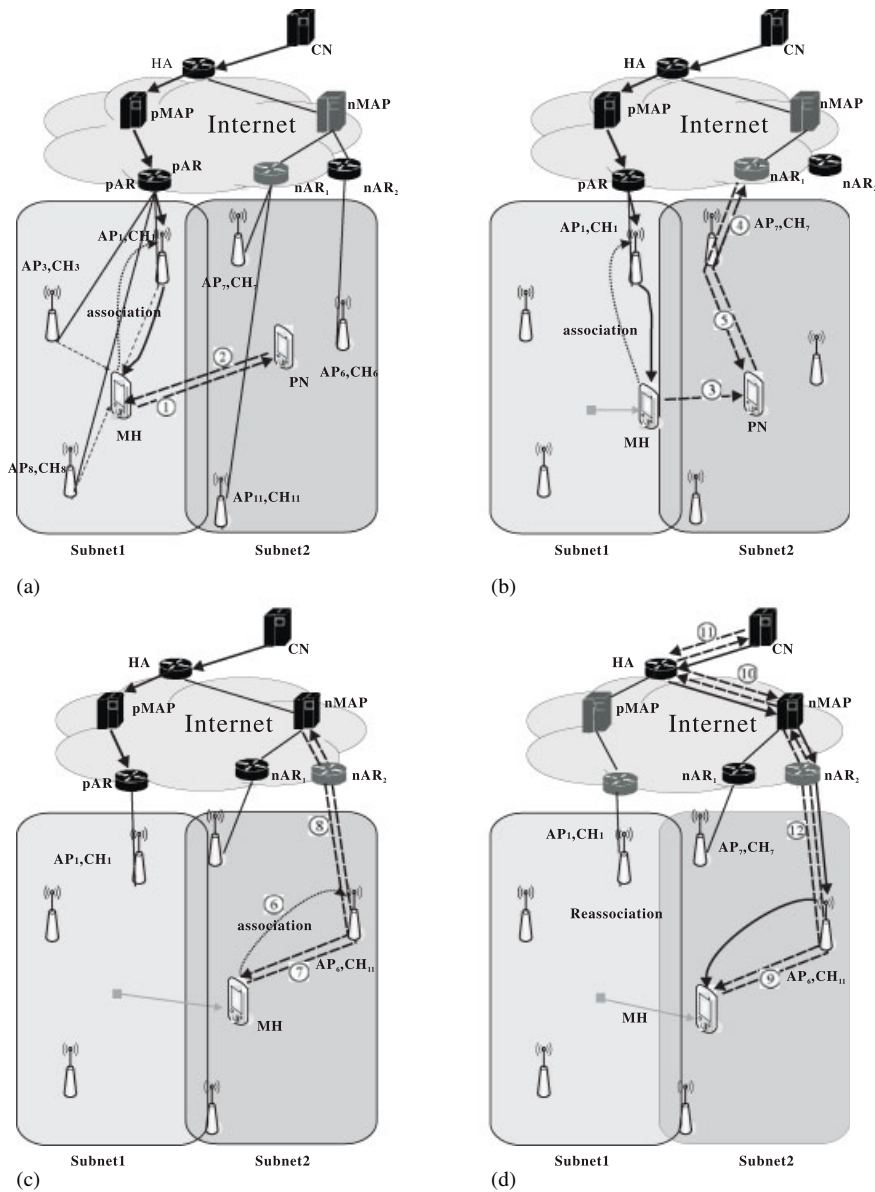 CN
HA
pMAP
nMAP
Internet
pAR
pAR
nAR₁
nAR₂
AP₁,CH₁
AP₃,CH₃
AP₇,CH₇
association
②
PN
AP₆,CH₆
①
MH
AP₈,CH₈
AP₁₁,CH₁₁
Subnet1
Subnet2
(a)
CN
HA
pMAP
nMAP
Internet
pAR
nAR₁
nAR
AP₁,CH₁
④
AP₇,CH₇
association
⑤
③
PN
MH
Subnet1
Subnet2
(b)
CN
HA
pMAP
nMAP
Internet
pAR
nAR₁
nAR₂
⑧
AP₁,CH₁
⑥
association
⑦
AP₆,CH₁₁
MH
Subnet1
Subnet2
(c)
⑪
CN
HA
⑩
pMAP
nMAP
Internet
nAR₁
nAR₂
AP₁,CH₁
⑫
AP₇,CH₇
Reassociation
⑨
AP₆,CH₁₁
MH
Subnet1
Subnet2
(d)